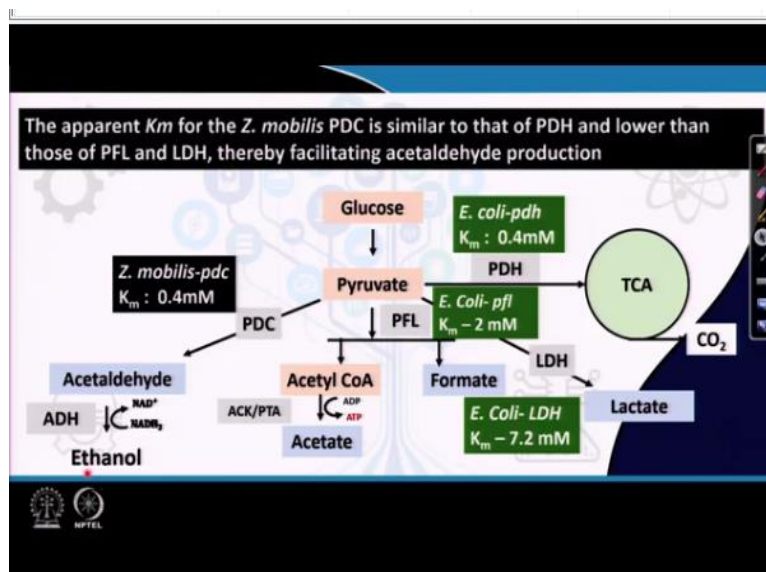 The apparent Km for the Z. mobilis PDC is similar to that of PDH and lower than
those of PFL and LDH, thereby facilitating acetaldehyde production
Glucose
E. coli-pdh
Km : 0.4mM
Z. mobilis-pdc
Km : 0.4mM
PDH
Pyruvate
TCA
E. Coli- pfl
Km – 2 mM
PDC
PFL
CO2
LDH
Acetaldehyde
Acetyl CoA
Formate
Lactate
ADH
NAD+
NADH2
ACK/PTA
ADP
ATP
E. Coli- LDH
Km – 7.2 mM
Acetate
Ethanol
NPTEL